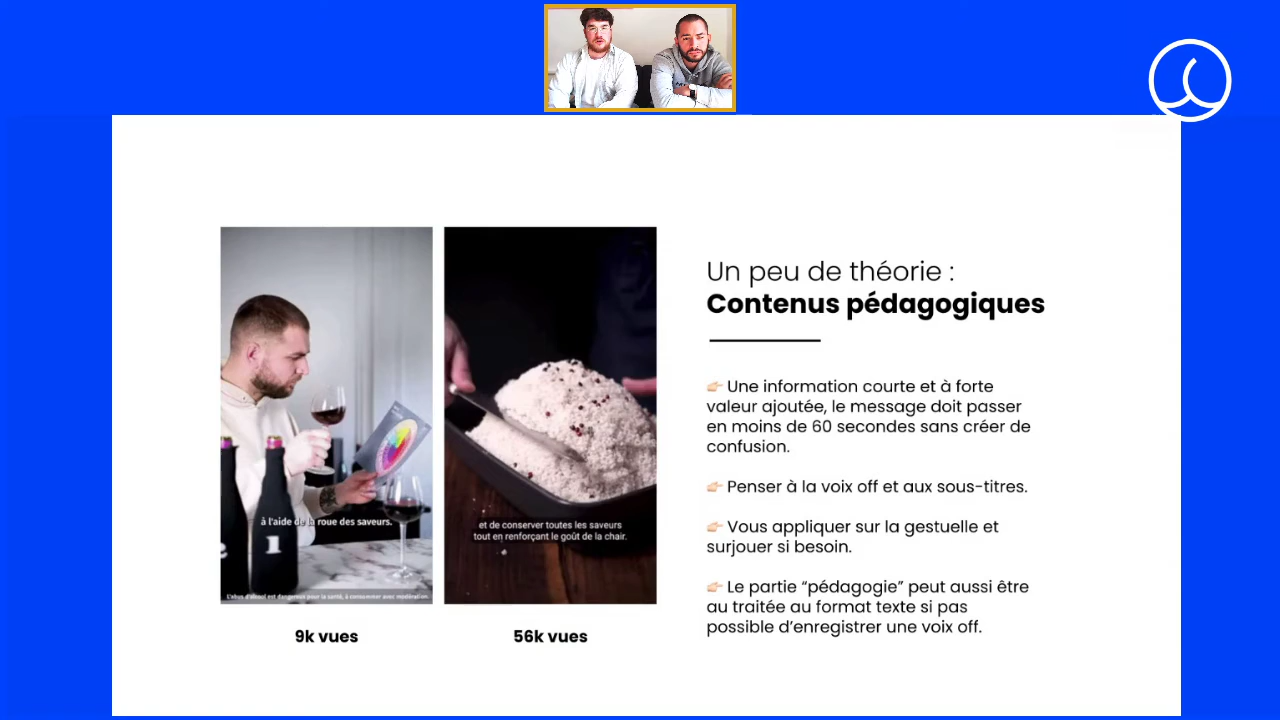 à l'aide de la roue des saveurs.
1
L'abus d'alcool est dangereux pour la santé, à consommer avec modération.
et de conserver toutes les saveurs
tout en renforçant le goût de la chair.
9k vues
56k vues
Un peu de théorie :
Contenus pédagogiques
👉🏻 Une information courte et à forte
valeur ajoutée, le message doit passer
en moins de 60 secondes sans créer de
confusion.
👉🏻 Penser à la voix off et aux sous-titres.
👉🏻 Vous appliquer sur la gestuelle et
surjouer si besoin.
👉🏻 Le partie “pédagogie” peut aussi être
au traitée au format texte si pas
possible d’enregistrer une voix off.